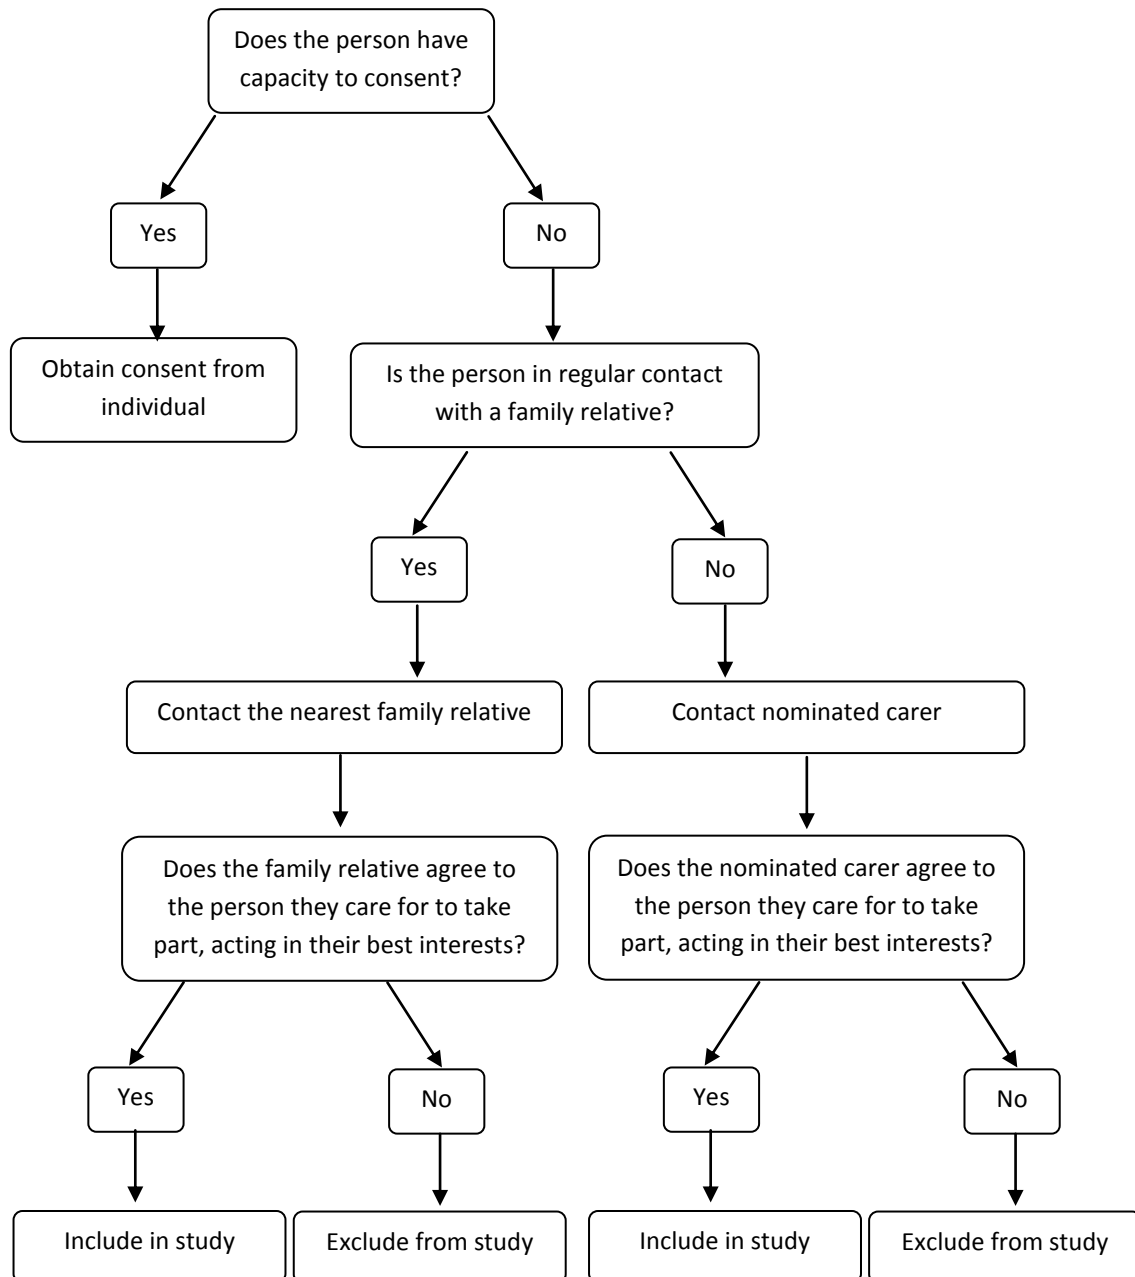 Does the person have
capacity to consent?
Yes
No
Obtain consent from
individual
Is the person in regular contact
with a family relative?
Yes
No
Contact the nearest family relative
Contact nominated carer
Does the family relative agree to
the person they care for to take
part, acting in their best interests?
Does the nominated carer agree to
the person they care for to take
part, acting in their best interests?
Yes
No
Yes
No
Include in study
Exclude from study
Include in study
Exclude from study